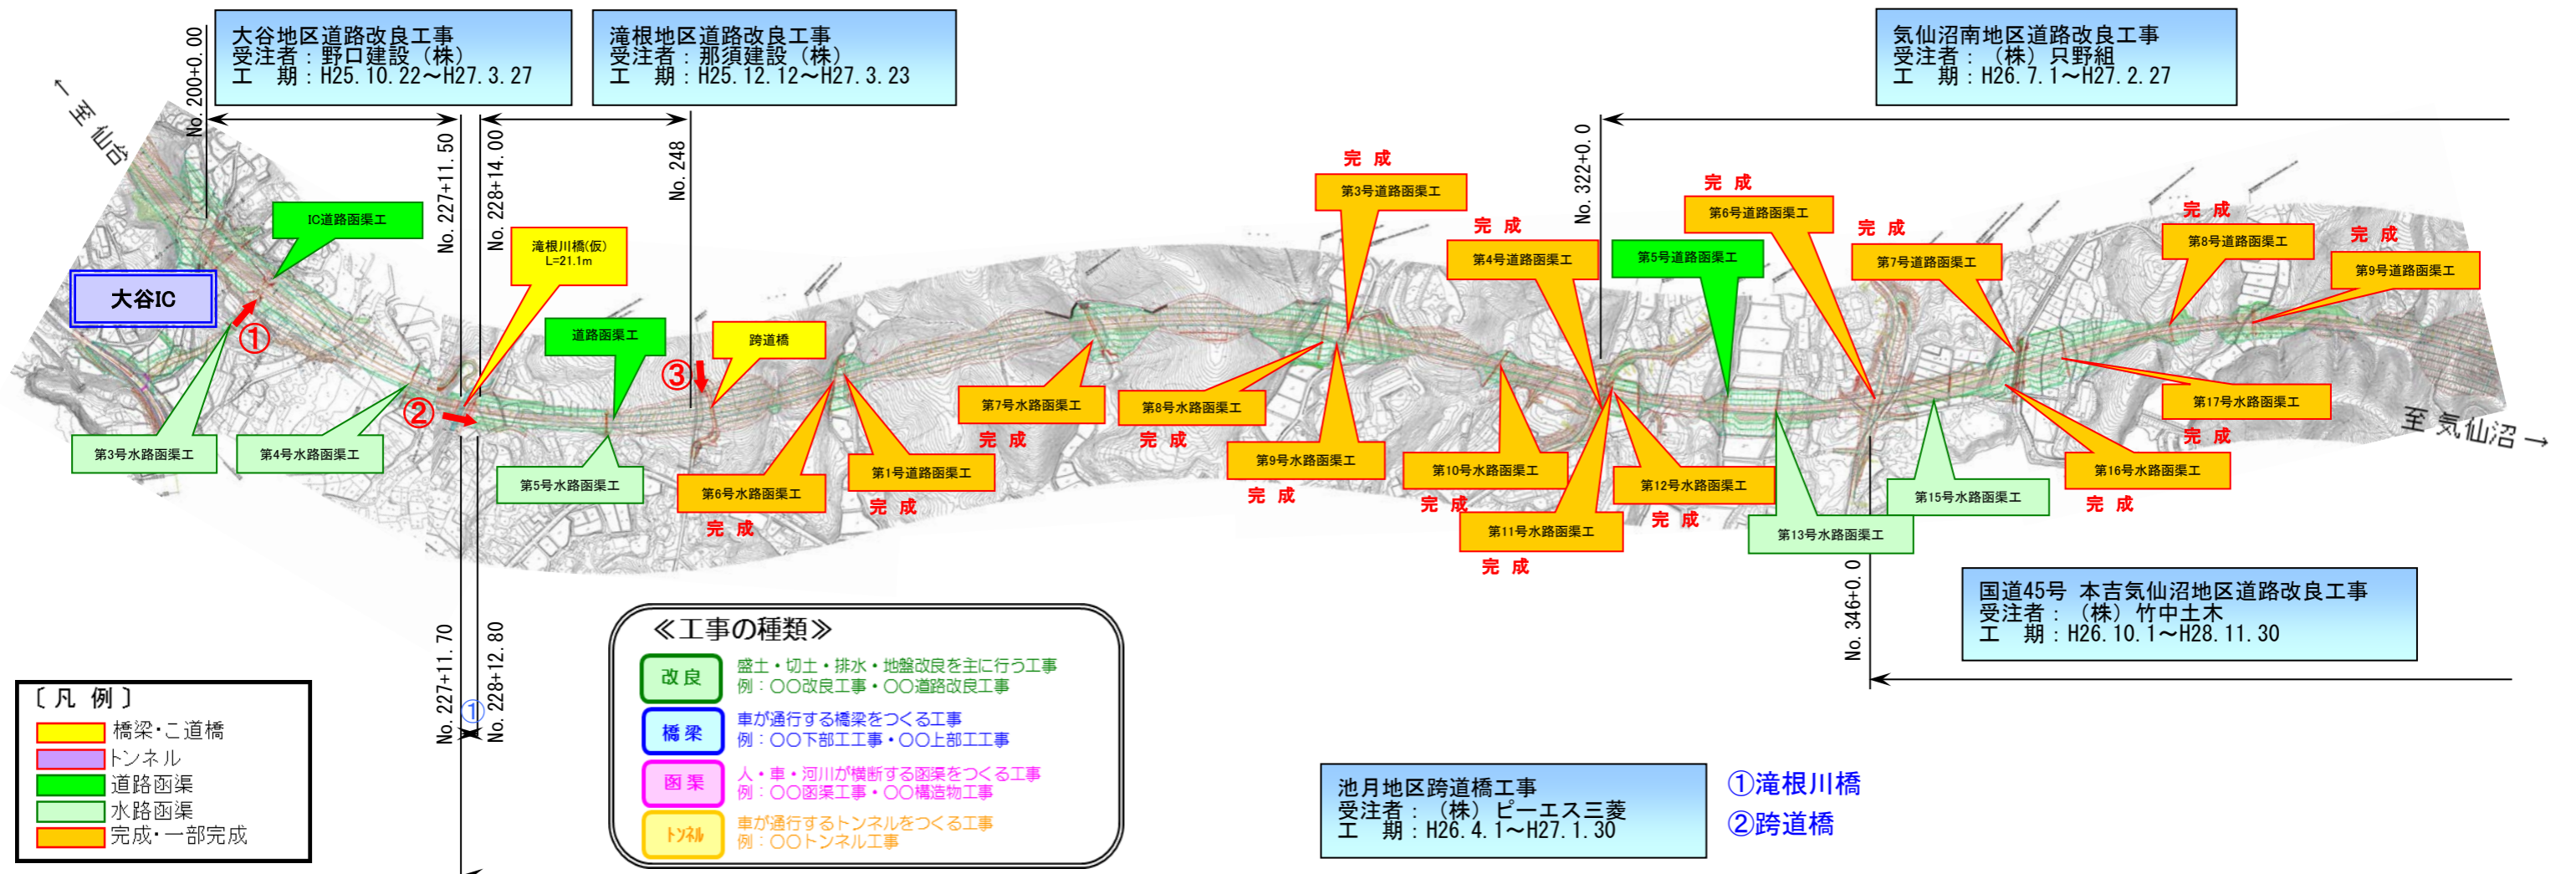 大谷地区道路改良工事
受注者：野口建設（株）
工　期：H25.10.22～H27.3.27
滝根地区道路改良工事
受注者：那須建設（株）
工　期：H25.12.12～H27.3.23
気仙沼南地区道路改良工事
受注者：（株）只野組
工　期：H26.7.1～H27.2.27
←至 仙台
No.200+0.00
No.227+11.50
No.228+14.00
No.248
No.322+0.0
IC道路函渠工
大谷IC
①
滝根川橋(仮)
L=21.1m
道路函渠工
②
③
跨道橋
完 成
第3号道路函渠工
完 成
第4号道路函渠工
第5号道路函渠工
完 成
第6号道路函渠工
完 成
第7号道路函渠工
完 成
第8号道路函渠工
完 成
第9号道路函渠工
第3号水路函渠工
第4号水路函渠工
第5号水路函渠工
第6号水路函渠工
完 成
第1号道路函渠工
完 成
第7号水路函渠工
完 成
第8号水路函渠工
完 成
第9号水路函渠工
完 成
第10号水路函渠工
完 成
第11号水路函渠工
完 成
第12号水路函渠工
完 成
第13号水路函渠工
第15号水路函渠工
第16号水路函渠工
完 成
第17号水路函渠工
完 成
至 気仙沼→
No.227+11.70
①
No.228+12.80
No.346+0.0
国道45号 本吉気仙沼地区道路改良工事
受注者：（株）竹中土木
工　期：H26.10.1～H28.11.30
〔 凡 例 〕
橋梁・こ道橋
トンネル
道路函渠
水路函渠
完成・一部完成
≪工事の種類≫
改良
盛土・切土・排水・地盤改良を主に行う工事
例：〇〇改良工事・〇〇道路改良工事
橋梁
車が通行する橋梁をつくる工事
例：〇〇下部工工事・〇〇上部工工事
函渠
人・車・河川が横断する函渠をつくる工事
例：〇〇函渠工事・〇〇構造物工事
トンネル
車が通行するトンネルをつくる工事
例：〇〇トンネル工事
池月地区跨道橋工事
受注者：（株）ピーエス三菱
工　期：H26.4.1～H27.1.30
①滝根川橋
②跨道橋